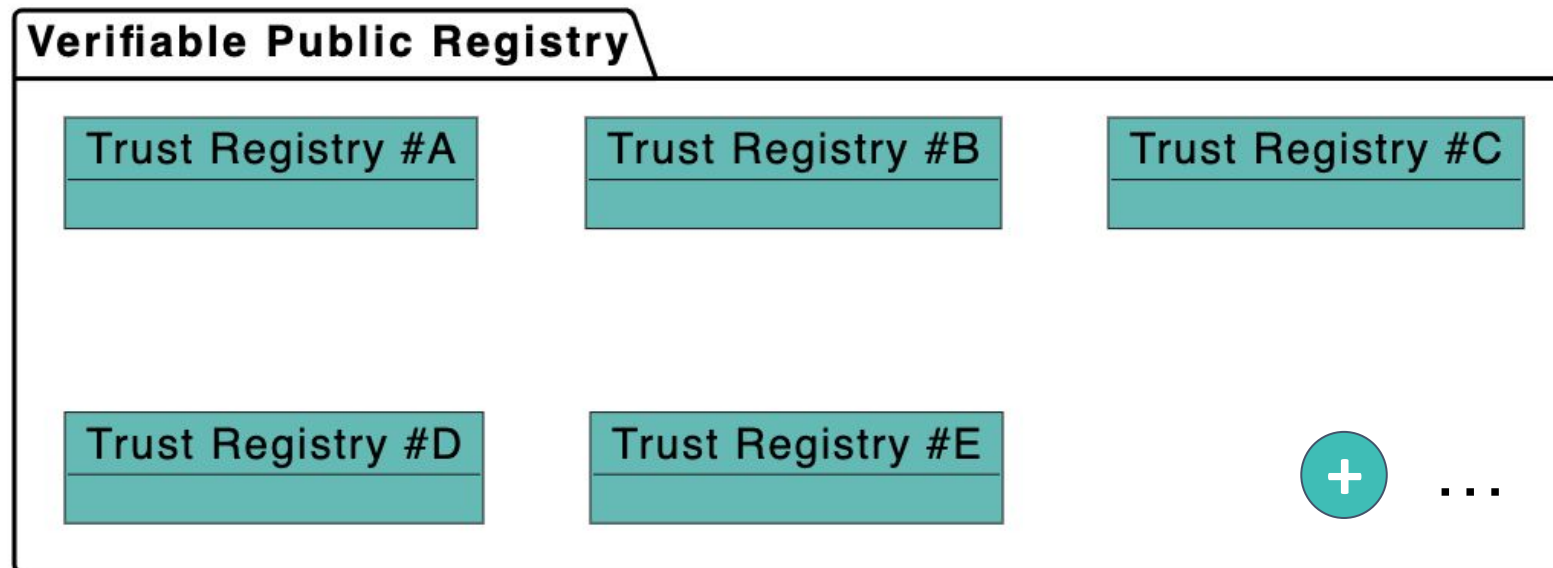 Verifiable Public Registry
Trust Registry #A
Trust Registry #B
Trust Registry #C
Trust Registry #D
Trust Registry #E
+ ...